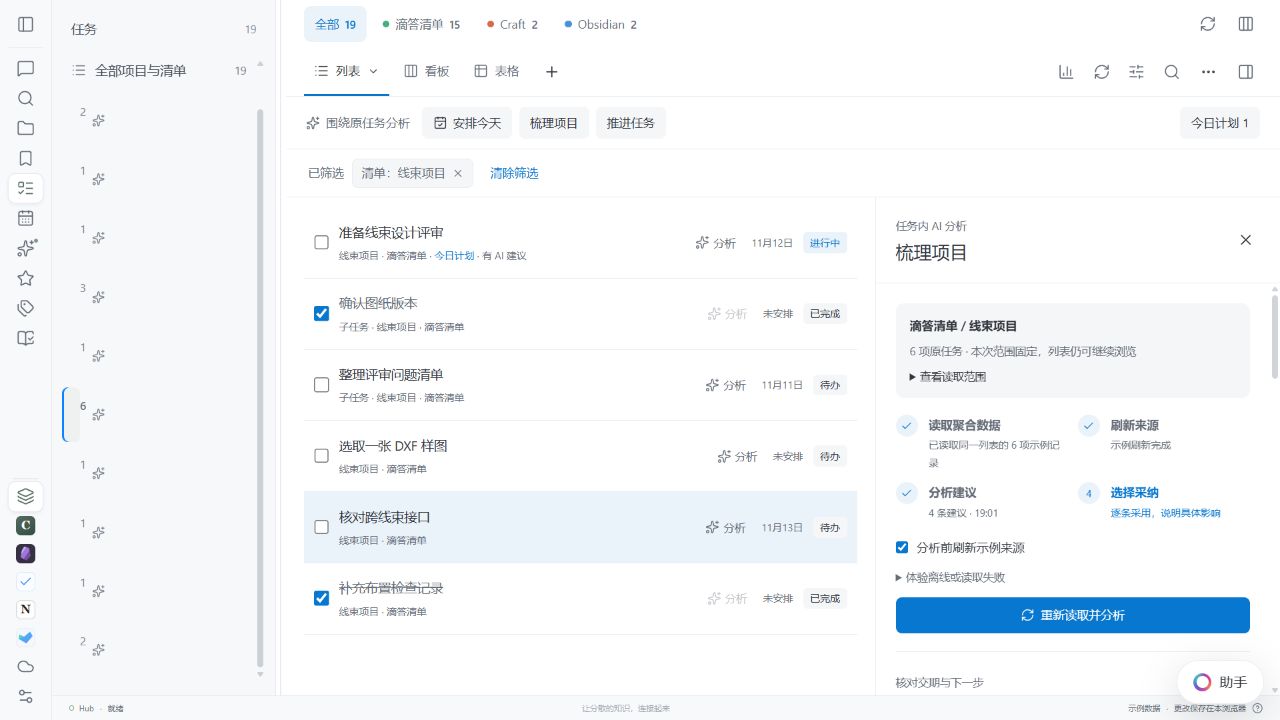 任务 19
全部项目与清单 19
2
1
1
3
1
6
1
1
1
2
C
N
全部 19 滴答清单 15 Craft 2 Obsidian 2
列表 看板 表格
围绕原任务分析 安排今天 梳理项目 推进任务 今日计划 1
已筛选 清单：线束项目 清除筛选
准备线束设计评审
线束项目 · 滴答清单 · 今日计划 · 有 AI 建议
分析 11月12日 进行中
确认图纸版本
子任务 · 线束项目 · 滴答清单
分析 未安排 已完成
整理评审问题清单
子任务 · 线束项目 · 滴答清单
分析 11月11日 待办
选取一张 DXF 样图
线束项目 · 滴答清单
分析 未安排 待办
核对跨线束接口
线束项目 · 滴答清单
分析 11月13日 待办
补充布置检查记录
线束项目 · 滴答清单
分析 未安排 已完成
任务内 AI 分析
梳理项目
滴答清单 / 线束项目
6 项原任务 · 本次范围固定，列表仍可继续浏览
查看读取范围
读取聚合数据
已读取同一列表的 6 项示例记
录
刷新来源
示例刷新完成
分析建议
4 条建议 · 19:01
4 选择采纳
逐条采用，说明具体影响
分析前刷新示例来源
体验离线或读取失败
重新读取并分析
核对交期与下一步
助手
Hub · 就绪
让分散的知识，连接起来
示例数据 · 更改保存在本浏览器